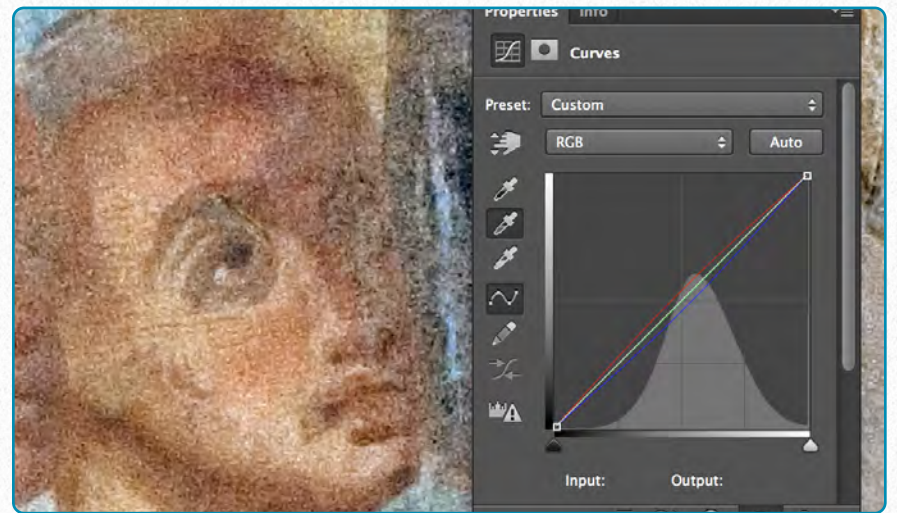 Properties Info
Curves
Preset: Custom
RGB Auto
Input: Output: